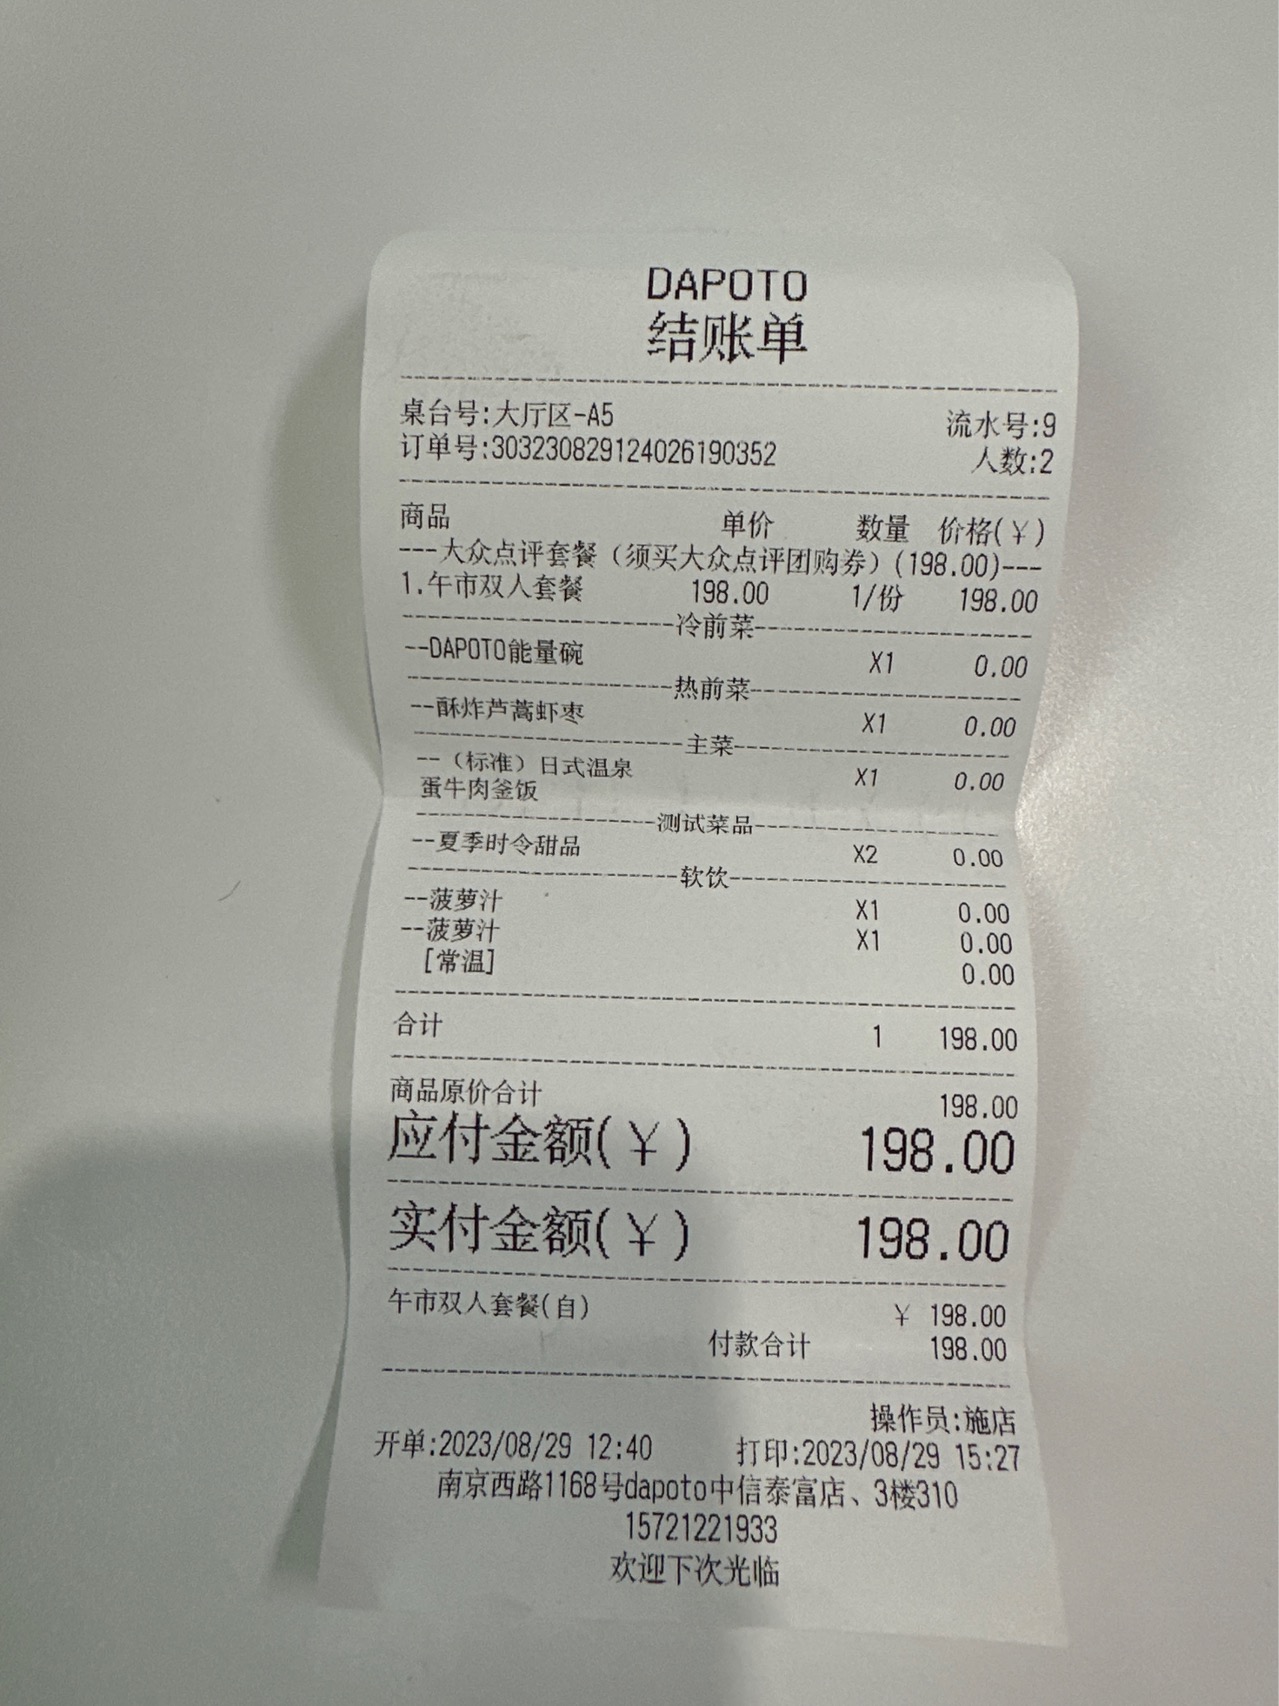 DAPOTO
结账单
桌台号:大厅区-A5 流水号:9
订单号:303230829124026190352 人数:2
商品 单价 数量 价格(￥)
---大众点评套餐（须买大众点评团购券）(198.00)---
1.午市双人套餐 198.00 1/份 198.00
冷前菜
--DAPOTO能量碗 X1 0.00
热前菜
--酥炸芦蒿虾枣 X1 0.00
主菜
--（标准）日式温泉 X1 0.00
蛋牛肉釜饭
测试菜品
--夏季时令甜品 X2 0.00
软饮
--菠萝汁 X1 0.00
--菠萝汁 X1 0.00
[常温] 0.00
合计 1 198.00
商品原价合计 198.00
应付金额(￥) 198.00
实付金额(￥) 198.00
午市双人套餐(自) ￥ 198.00
付款合计 198.00
操作员:施店
开单:2023/08/29 12:40 打印:2023/08/29 15:27
南京西路1168号dapoto中信泰富店、3楼310
15721221933
欢迎下次光临